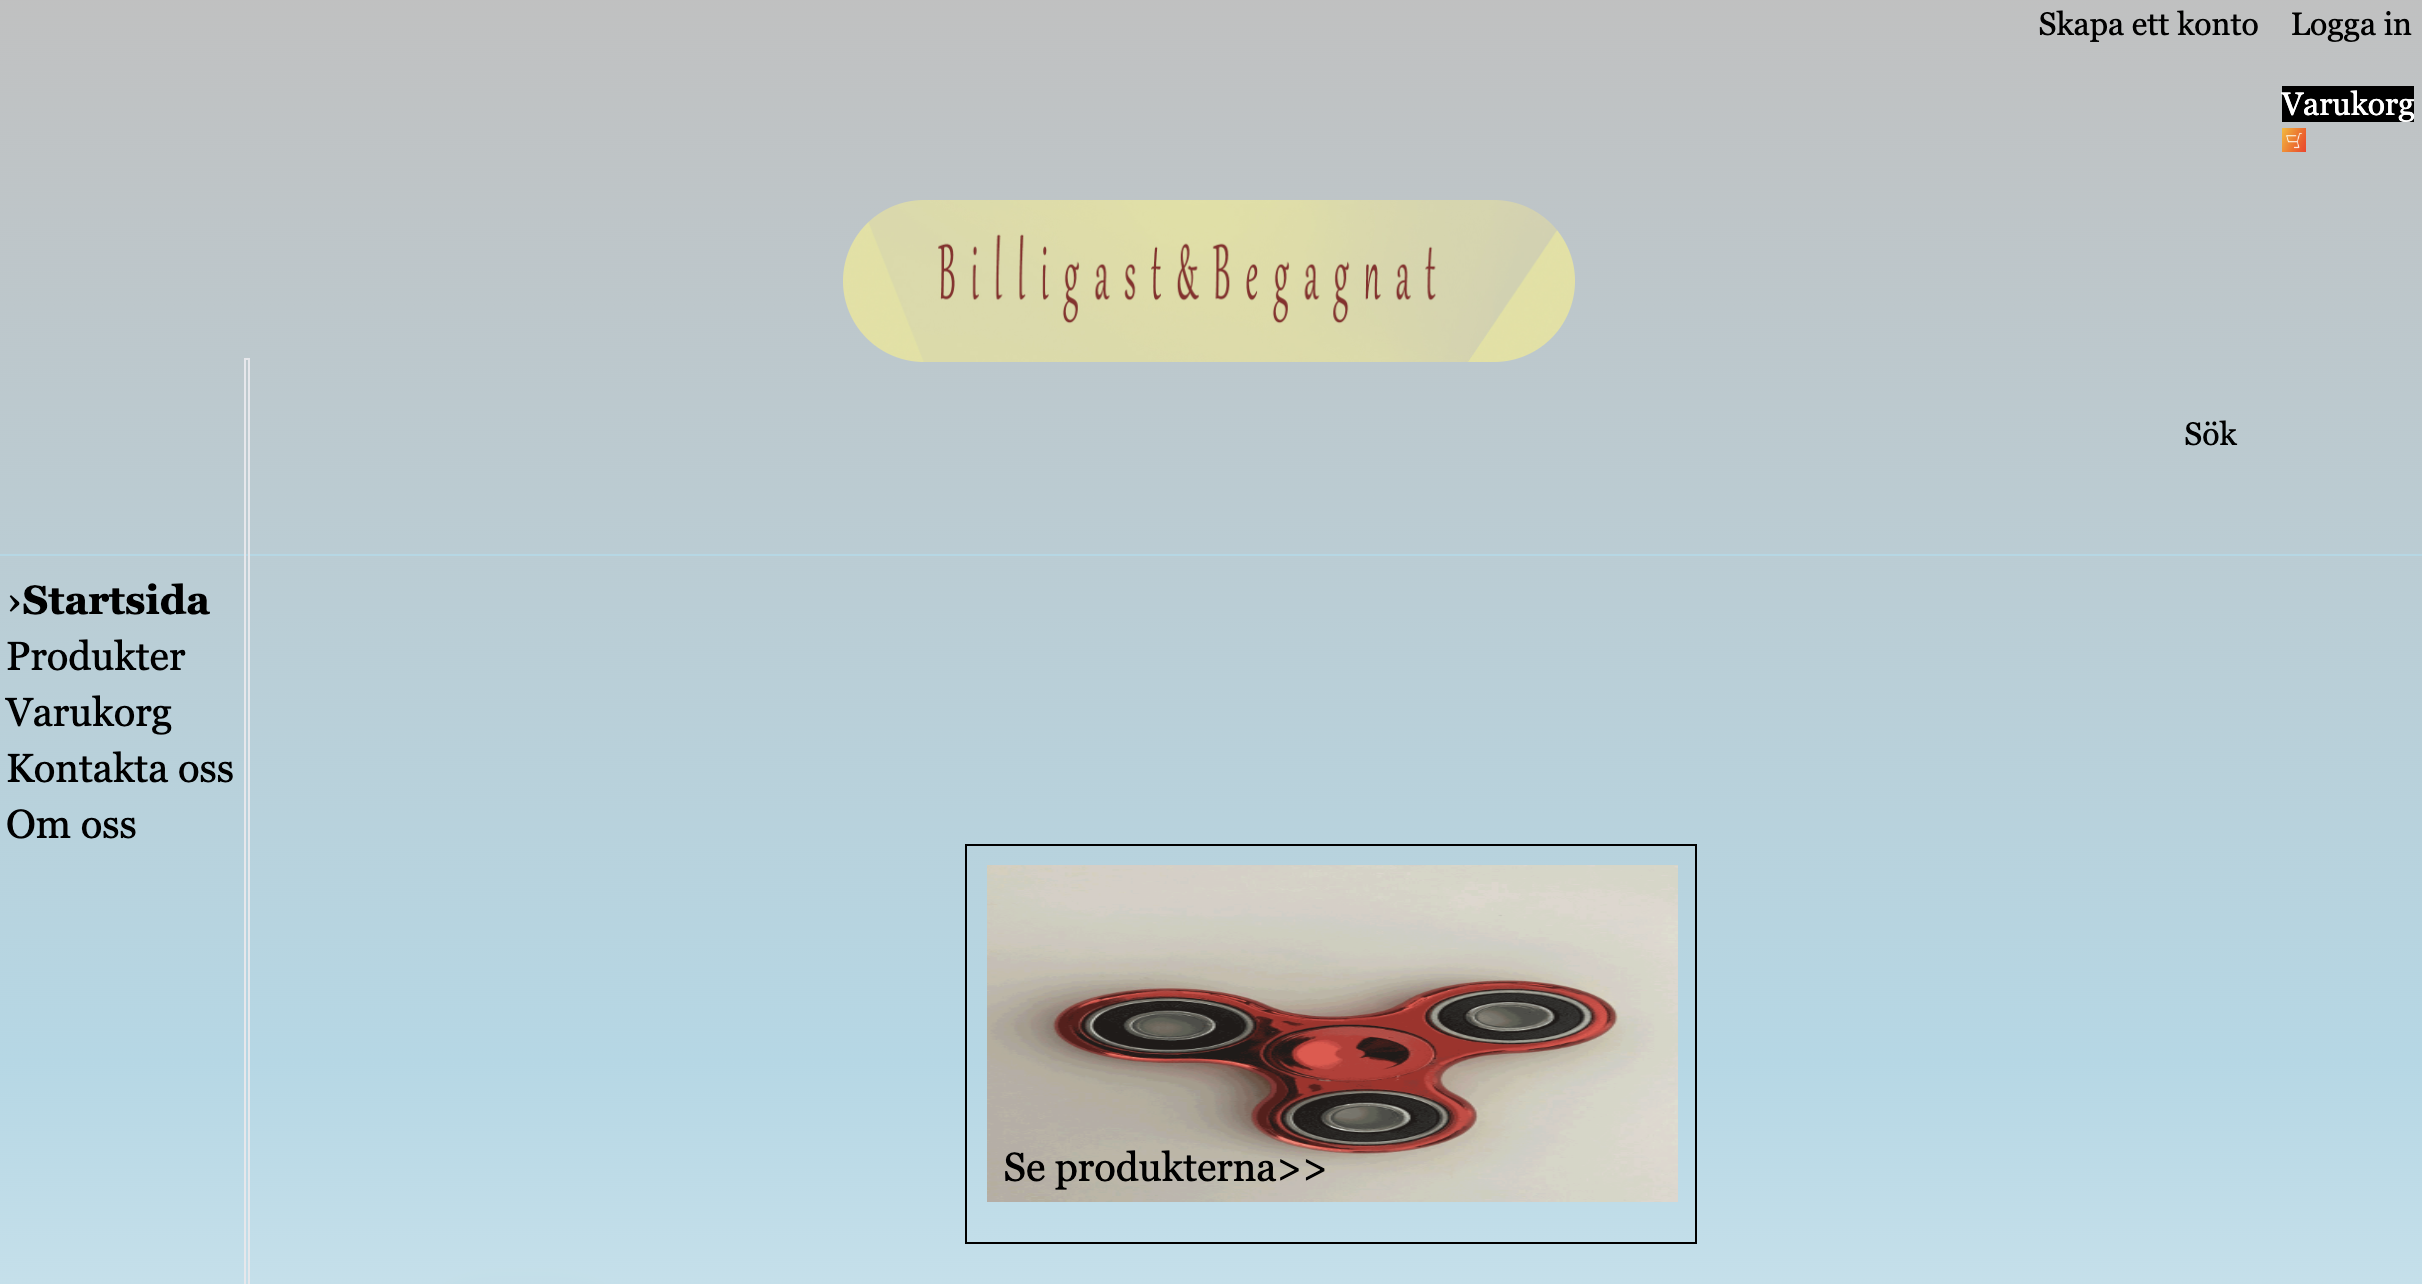 Skapa ett konto Logga in
Varukorg
Billigast&Begagnat
Sök
›Startsida
Produkter
Varukorg
Kontakta oss
Om oss
Se produkterna>>